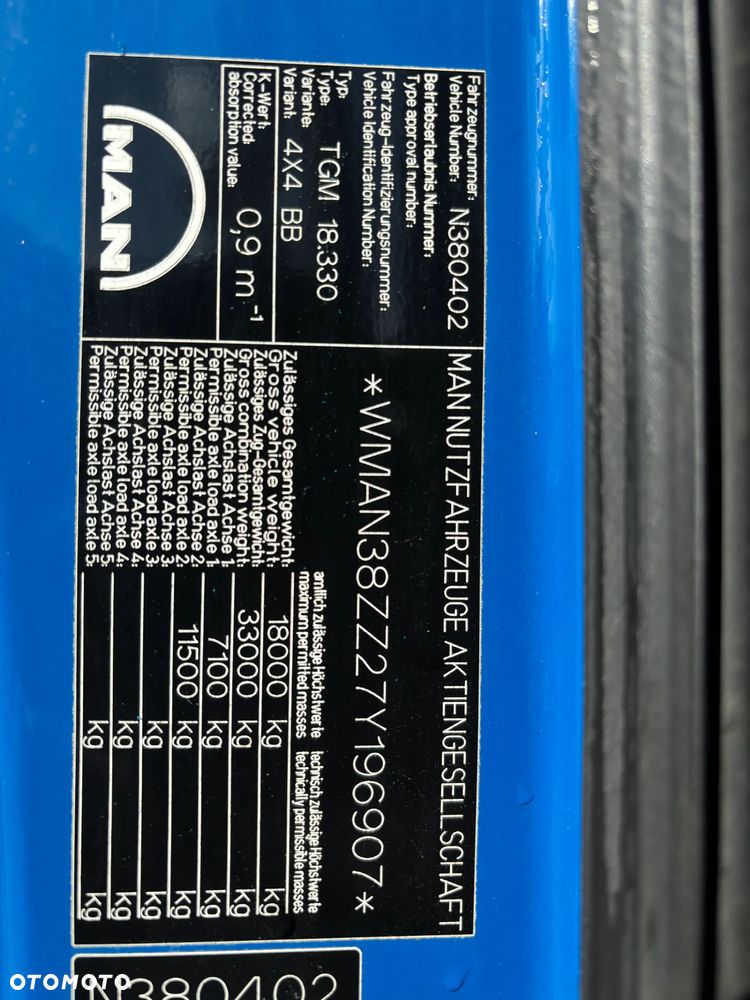 Fahrzeugnummer:
Vehicle Number: N380402
MAN NUTZFAHRZEUGE AKTIENGESELLSCHAFT
Betriebserlaubnis Nummer:
Type approval number:
Fahrzeug-Identifizierungsnummer:
Vehicle Identification Number:
*WMAN38ZZ27Y196907*
Typ:
Type: TGM 18.330
Variante:
Variant: 4X4 BB
K-Wert:
Corrected
absorption value: 0,9 m⁻¹
MAN
amtlich zulässige Höchstwerte technisch zulässige Höchstwerte
maximum permitted masses technically permissible masses
Zulässiges Gesamtgewicht:
Gross vehicle weight: 18000 kg kg
Zulässiges Zug-Gesamtgewicht:
Gross combination weight: 33000 kg kg
Zulässige Achslast Achse 1:
Permissible axle load axle 1: 7100 kg kg
Zulässige Achslast Achse 2:
Permissible axle load axle 2: 11500 kg kg
Zulässige Achslast Achse 3:
Permissible axle load axle 3: kg kg
Zulässige Achslast Achse 4:
Permissible axle load axle 4: kg kg
Zulässige Achslast Achse 5:
Permissible axle load axle 5: kg kg
N380402
OTOMOTO